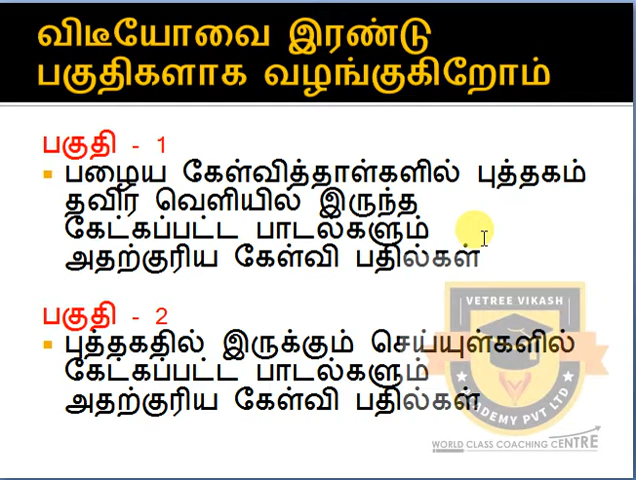 விடீயோவை இரண்டு
பகுதிகளாக வழங்குகிறோம்
பகுதி - 1
பழைய கேள்வித்தாள்களில் புத்தகம்
தவிர வெளியில் இருந்த
கேட்கப்பட்ட பாடல்களும்
அதற்குரிய கேள்வி பதில்கள்
பகுதி - 2
புத்தகதில் இருக்கும் செய்யுள்களில்
கேட்கப்பட்ட பாடல்களும்
அதற்குரிய கேள்வி பதில்கள்
VETREE VIKASH
ACADEMY PVT LTD
WORLD CLASS COACHING CENTRE